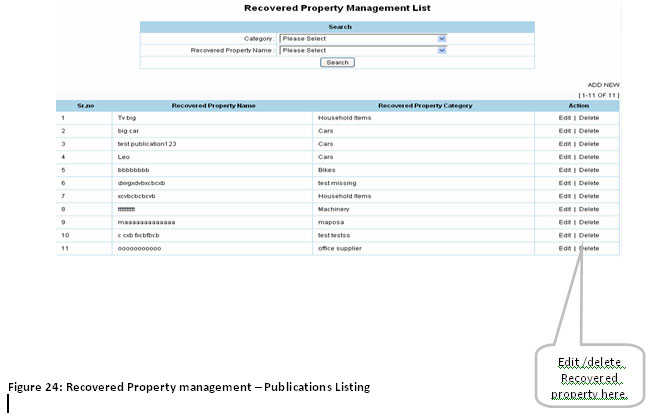 Recovered Property Management List
Search
Category : Please Select
Recovered Property Name : Please Select
Search
ADD NEW
[ 1-11 OF 11 ]
Sr.no Recovered Property Name Recovered Property Category Action
1 Tv big Household Items Edit | Delete
2 big car Cars Edit | Delete
3 test publication123 Cars Edit | Delete
4 Leo Cars Edit | Delete
5 bbbbbbbb Bikes Edit | Delete
6 test missing Edit | Delete
7 xcvbcbcbcvb Household Items Edit | Delete
8 Machinery Edit | Delete
9 maaaaaaaaaaaaa maposa Edit | Delete
10 c cxb fxcbfbcb test testss Edit | Delete
11 ooooooooooo office supplier Edit | Delete
Edit /delete
Recovered
property here.
Figure 24: Recovered Property management – Publications Listing